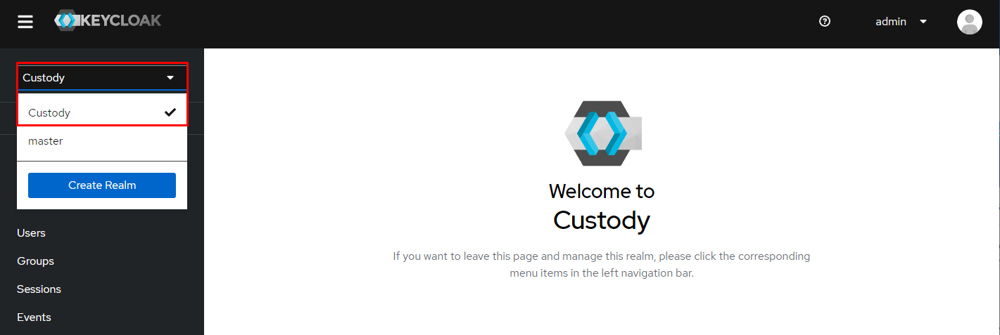 KEYCLOAK
admin
Custody
Custody
master
Create Realm
Users
Groups
Sessions
Events
Welcome to
Custody
If you want to leave this page and manage this realm, please click the corresponding
menu items in the left navigation bar.